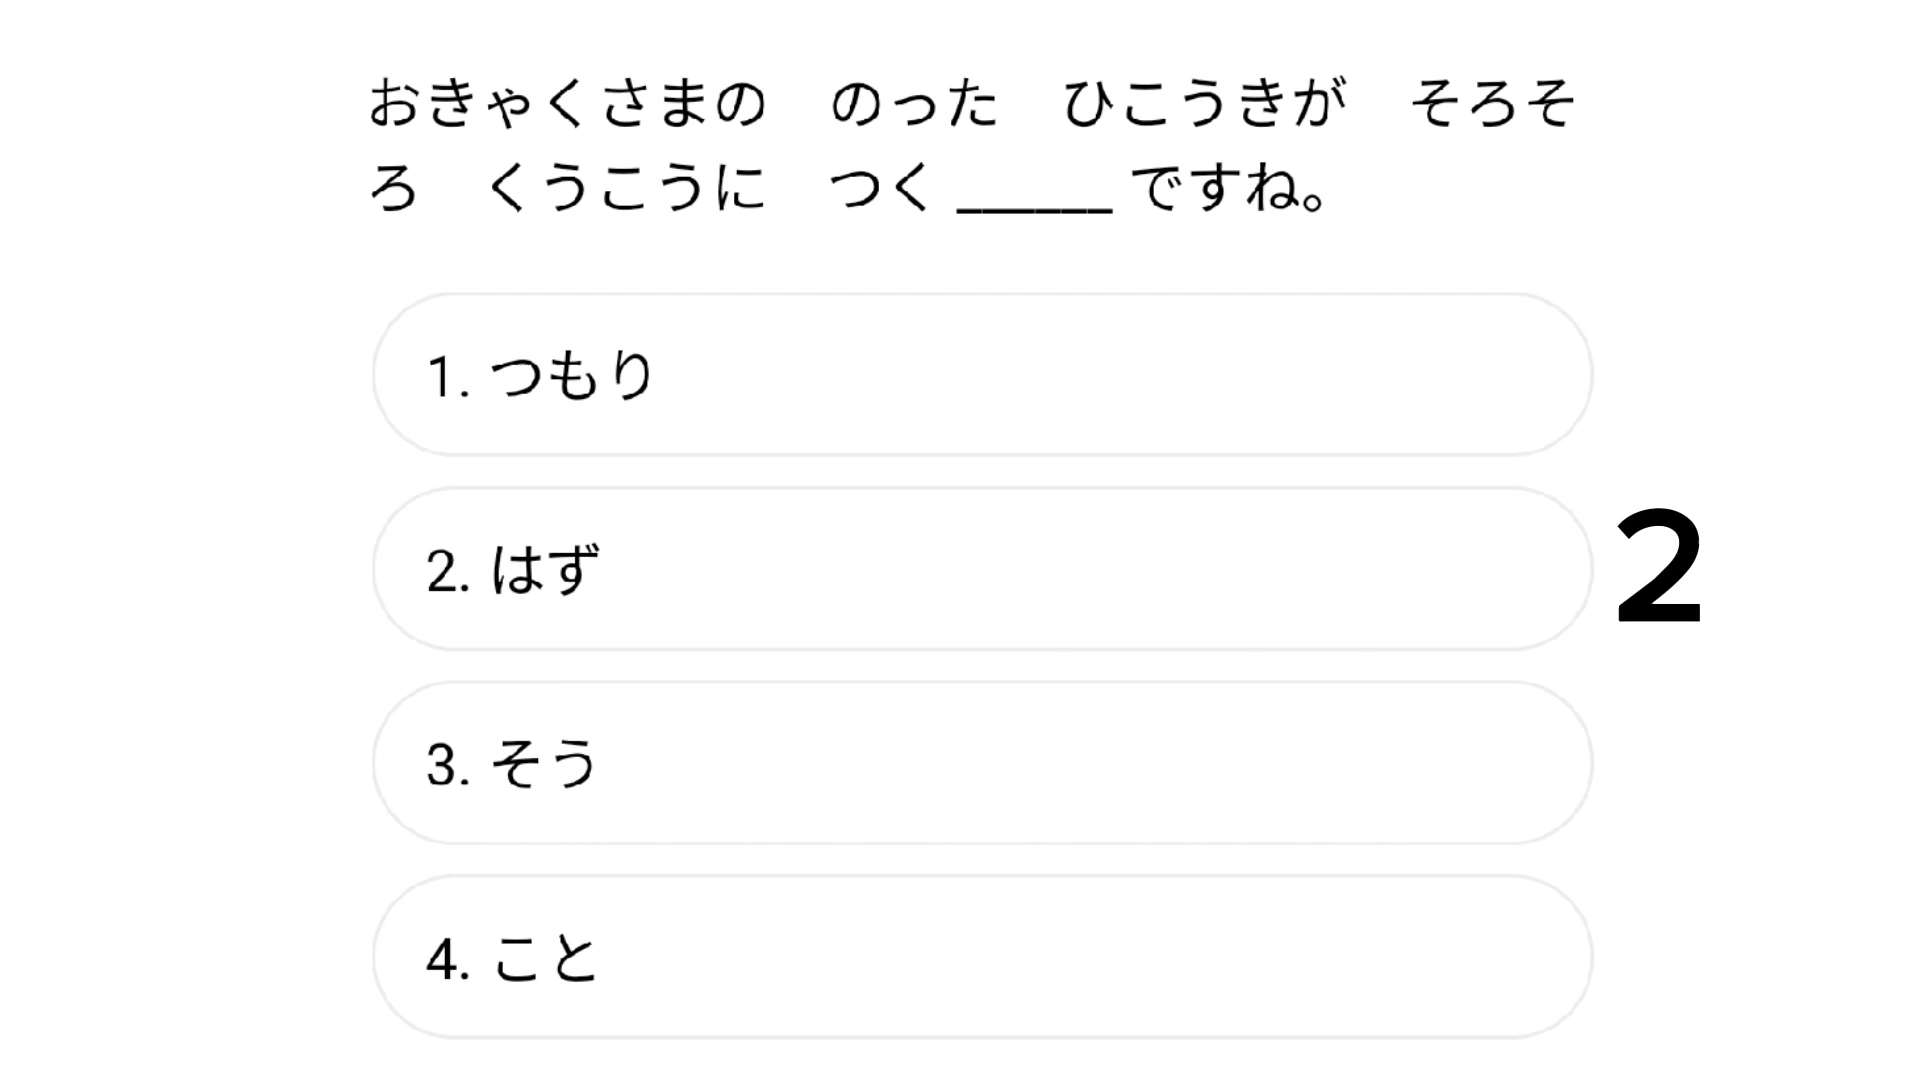 おきゃくさまの　のった　ひこうきが　そろそ
ろ　くうこうに　つく ______ ですね。
1. つもり
2. はず
2
3. そう
4. こと